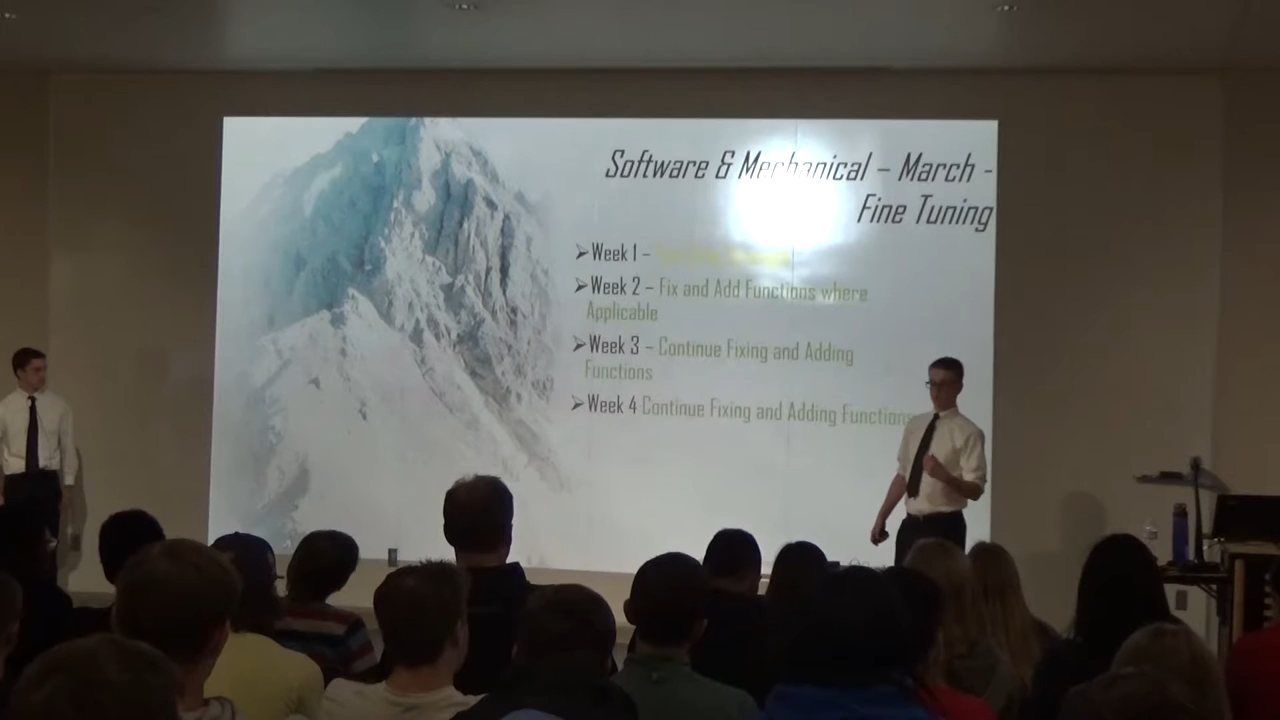 Software & Mechanical – March -
Fine Tuning
➢Week 1 –
➢Week 2 – Fix and Add Functions where
Applicable
➢Week 3 – Continue Fixing and Adding
Functions
➢Week 4 Continue Fixing and Adding Functions